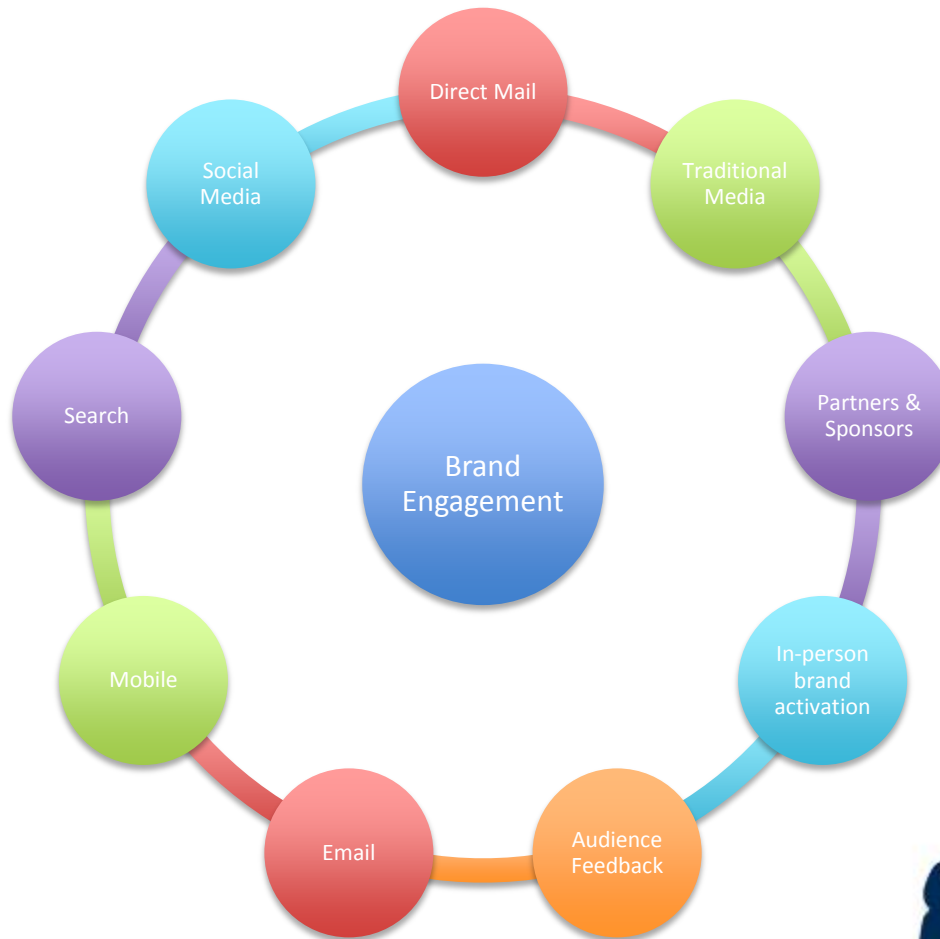 Direct Mail
Traditional
Media
Partners &
Sponsors
In-person
brand
activation
Audience
Feedback
Email
Mobile
Search
Social
Media
Brand
Engagement